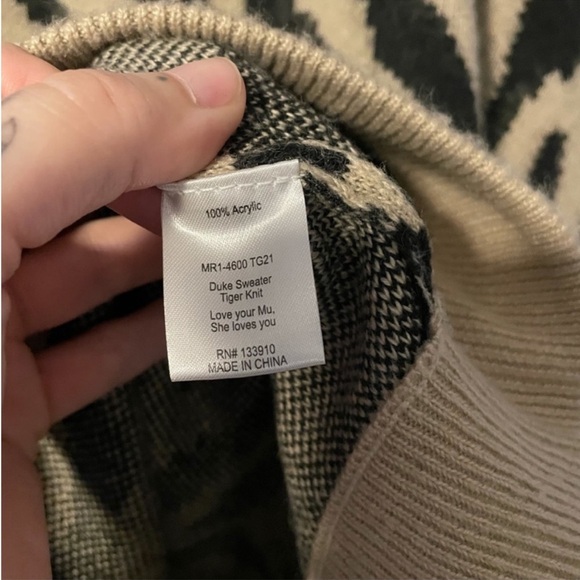 100% Acrylic
MR1-4600 TG21
Duke Sweater
Tiger Knit
Love your Mu,
She loves you
RN# 133910
MADE IN CHINA